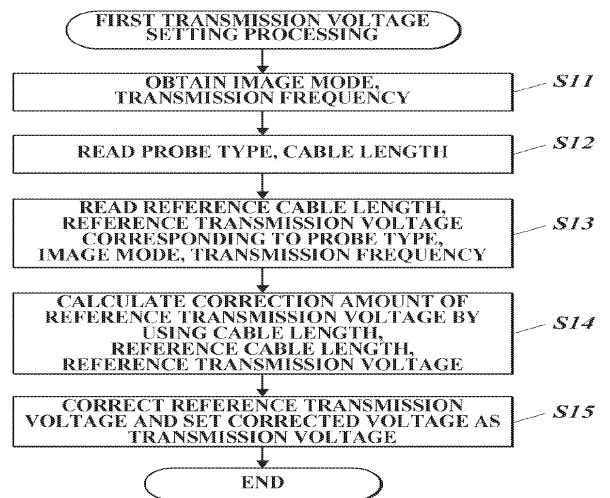 FIRST TRANSMISSION VOLTAGE
SETTING PROCESSING
OBTAIN IMAGE MODE,
TRANSMISSION FREQUENCY
S11
READ PROBE TYPE, CABLE LENGTH
S12
READ REFERENCE CABLE LENGTH,
REFERENCE TRANSMISSION VOLTAGE
CORRESPONDING TO PROBE TYPE,
IMAGE MODE, TRANSMISSION FREQUENCY
S13
CALCULATE CORRECTION AMOUNT OF
REFERENCE TRANSMISSION VOLTAGE BY
USING CABLE LENGTH,
REFERENCE CABLE LENGTH,
REFERENCE TRANSMISSION VOLTAGE
S14
CORRECT REFERENCE TRANSMISSION
VOLTAGE AND SET CORRECTED VOLTAGE AS
TRANSMISSION VOLTAGE
S15
END